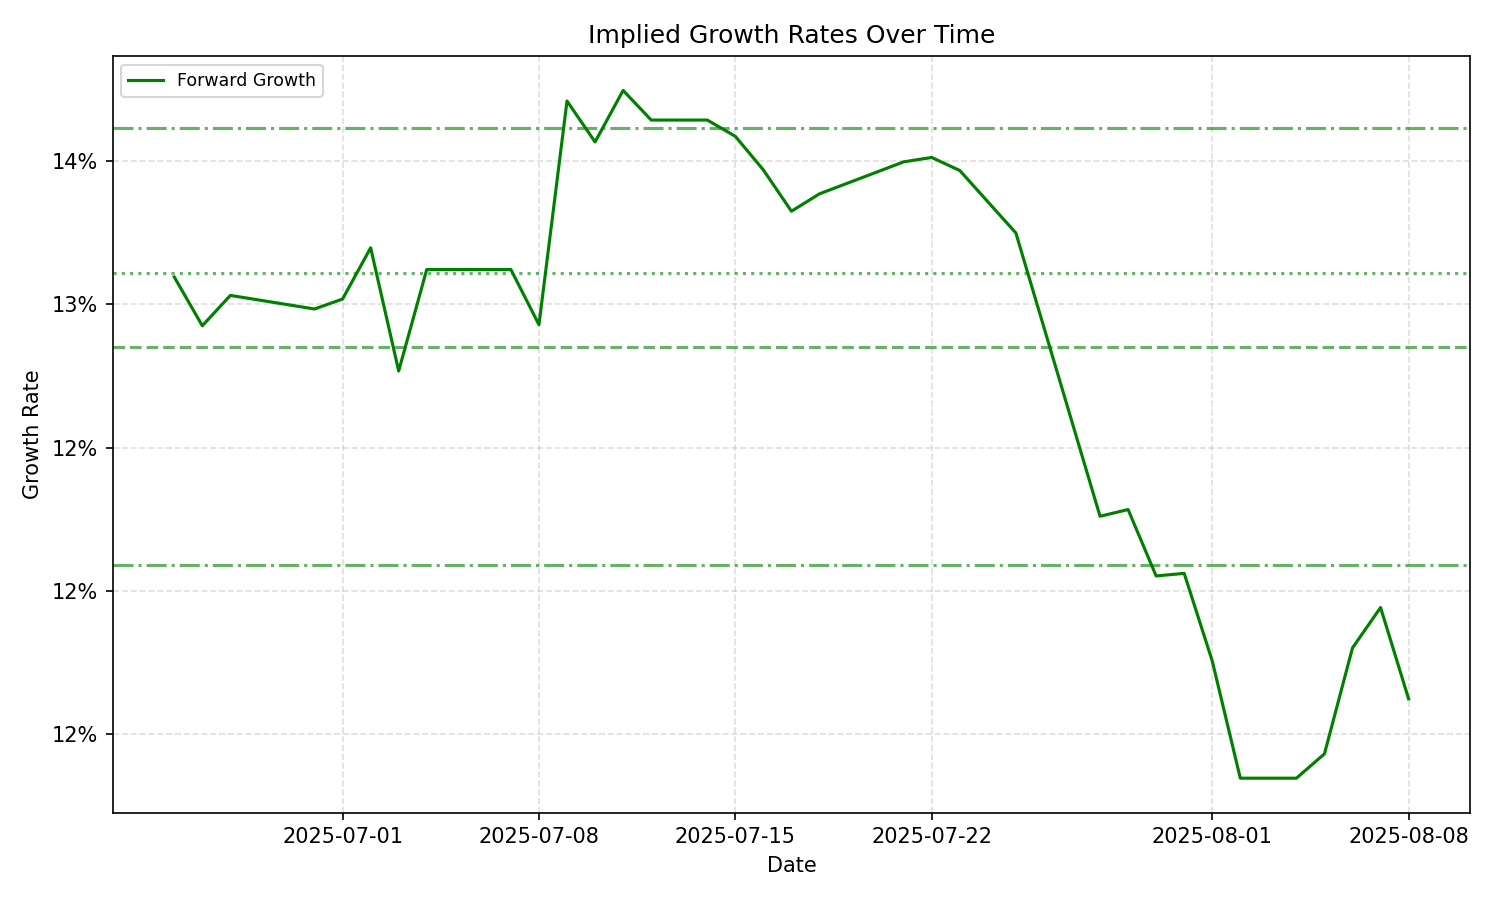 Implied Growth Rates Over Time
Forward Growth
14%
13%
12%
12%
12%
Growth Rate
2025-07-01
2025-07-08
2025-07-15
2025-07-22
2025-08-01
2025-08-08
Date